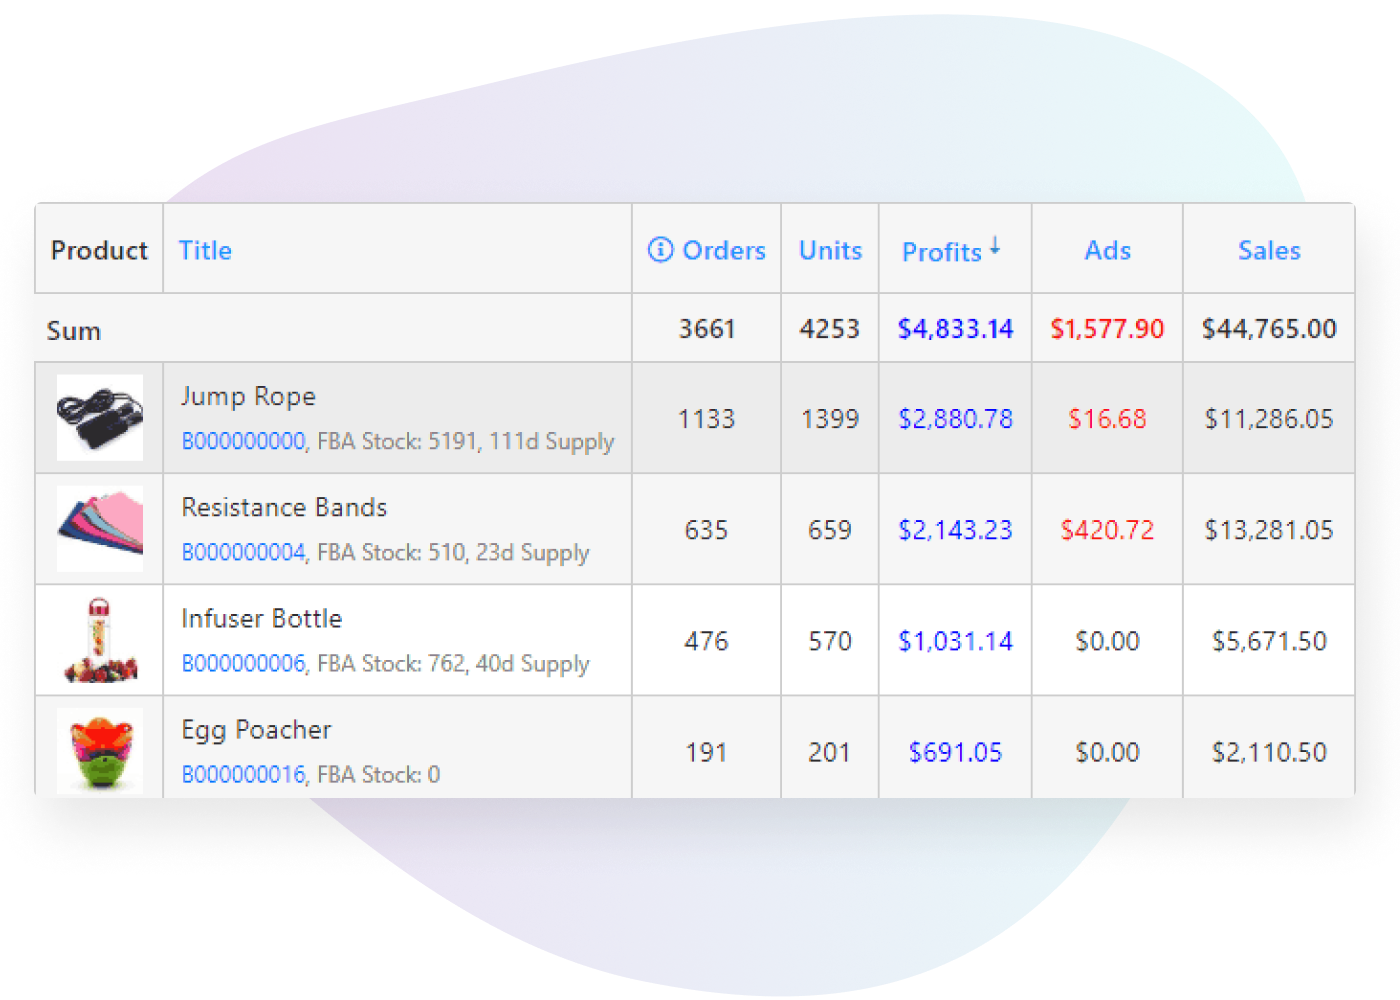 Product Title ⓘ Orders Units Profits ↓ Ads Sales
Sum 3661 4253 $4,833.14 $1,577.90 $44,765.00
Jump Rope
B000000000, FBA Stock: 5191, 111d Supply
1133 1399 $2,880.78 $16.68 $11,286.05
Resistance Bands
B000000004, FBA Stock: 510, 23d Supply
635 659 $2,143.23 $420.72 $13,281.05
Infuser Bottle
B000000006, FBA Stock: 762, 40d Supply
476 570 $1,031.14 $0.00 $5,671.50
Egg Poacher
B000000016, FBA Stock: 0
191 201 $691.05 $0.00 $2,110.50